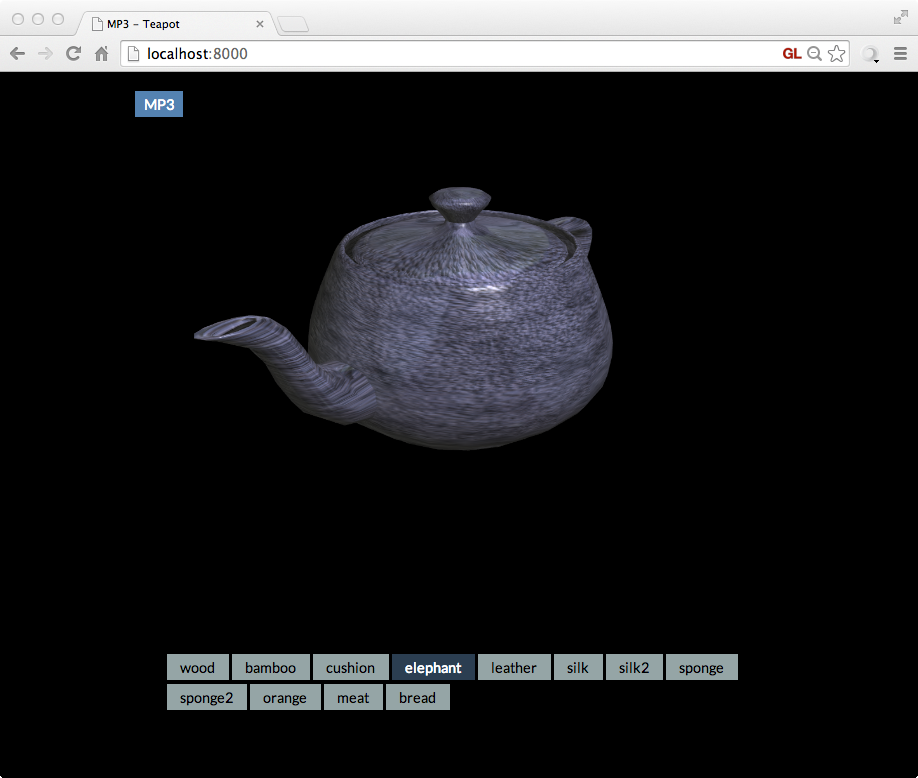 MP3 – Teapot
localhost:8000
GL
MP3
wood bamboo cushion elephant leather silk silk2 sponge
sponge2 orange meat bread